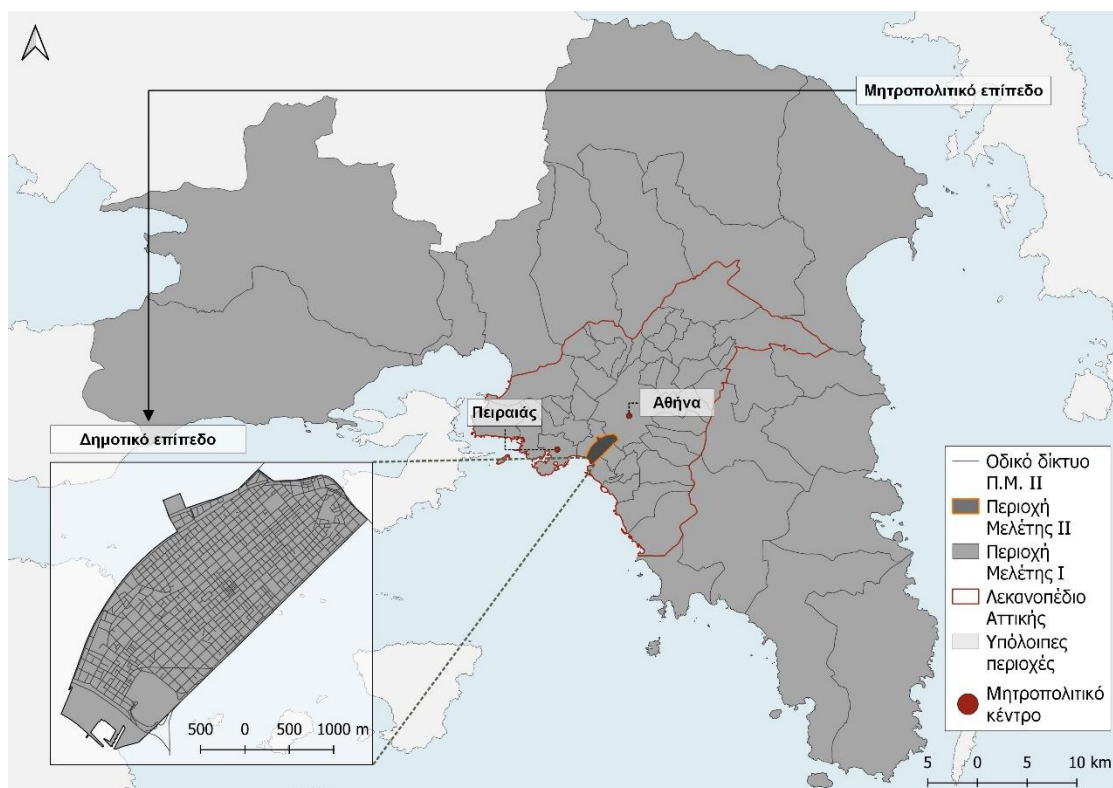 Μητροπολιτικό επίπεδο
Αθήνα
Πειραιάς
Δημοτικό επίπεδο
500 0 500 1000 m
Οδικό δίκτυο
Π.Μ. ΙΙ
Περιοχή
Μελέτης ΙΙ
Περιοχή
Μελέτης Ι
Λεκανοπέδιο
Αττικής
Υπόλοιπες
περιοχές
Μητροπολιτικό
κέντρο
5 0 5 10 km